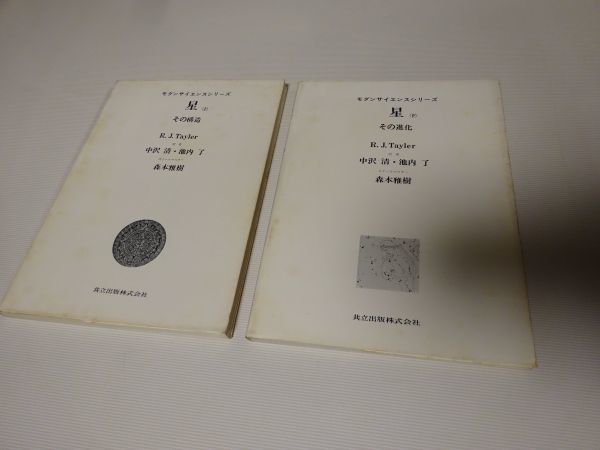 モダンサイエンスシリーズ
星 (上)
その構造
R. J. Tayler
中沢 清・池内 了
森本雅樹
共立出版株式会社
モダンサイエンスシリーズ
星 (下)
その進化
R. J. Tayler
中沢 清・池内 了
森本雅樹
共立出版株式会社